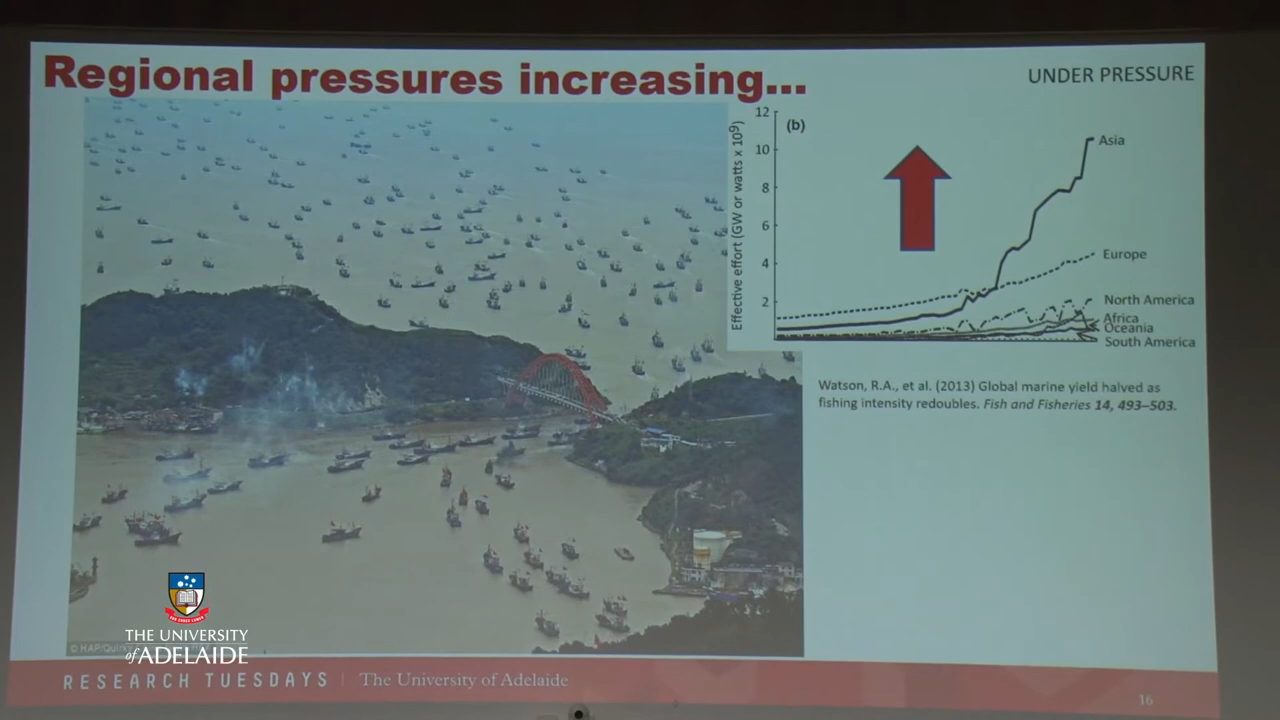 Regional pressures increasing...
UNDER PRESSURE
(b)
12
10
8
6
4
2
Effective effort (GW or watts x 10⁹)
Asia
Europe
North America
Africa
Oceania
South America
Watson, R.A., et al. (2013) Global marine yield halved as
fishing intensity redoubles. Fish and Fisheries 14, 493–503.
© HAP/
THE UNIVERSITY
of ADELAIDE
RESEARCH TUESDAYS | The University of Adelaide
16